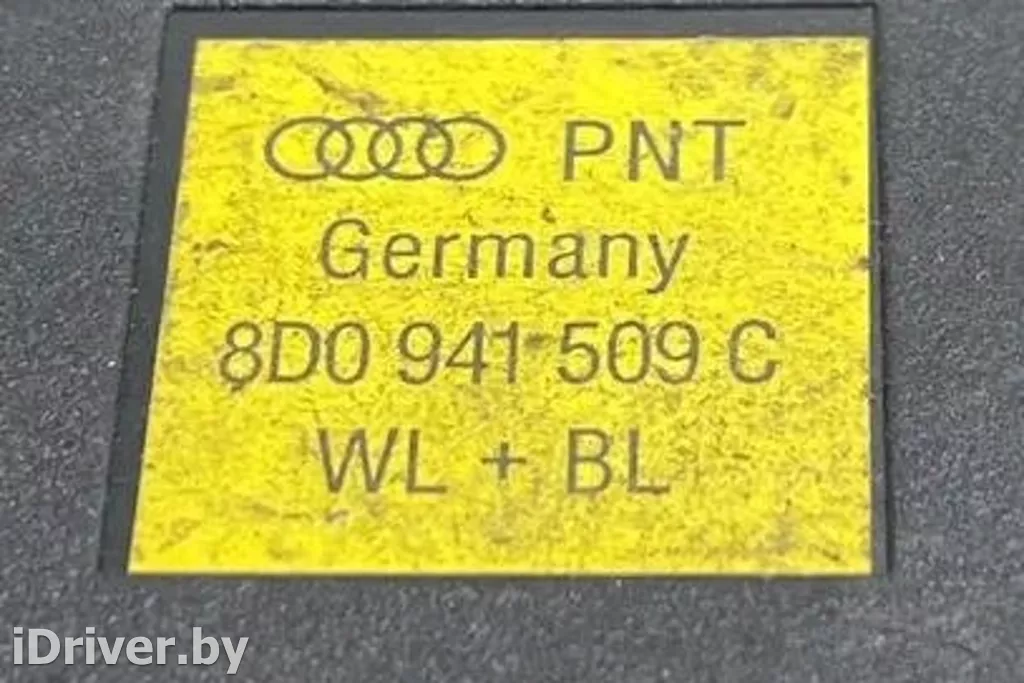 PNT
Germany
8D0 941 509 C
WL + BL
iDriver.by